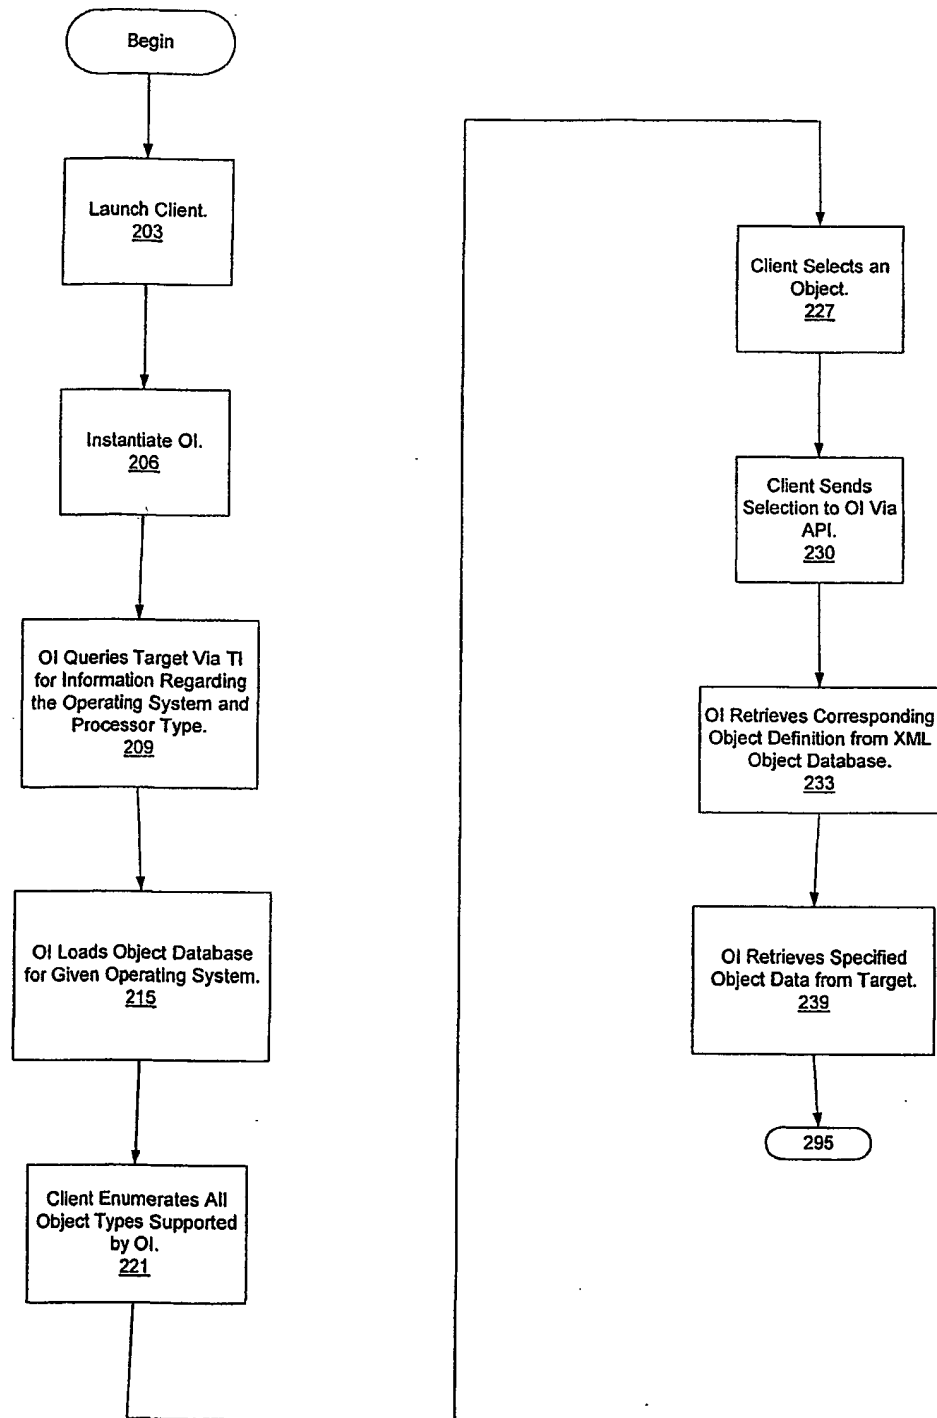 Begin
Launch Client.
203
Instantiate OI.
206
OI Queries Target Via TI
for Information Regarding
the Operating System and
Processor Type.
209
OI Loads Object Database
for Given Operating System.
215
Client Enumerates All
Object Types Supported
by OI.
221
Client Selects an
Object.
227
Client Sends
Selection to OI Via
API.
230
OI Retrieves Corresponding
Object Definition from XML
Object Database.
233
OI Retrieves Specified
Object Data from Target.
239
295